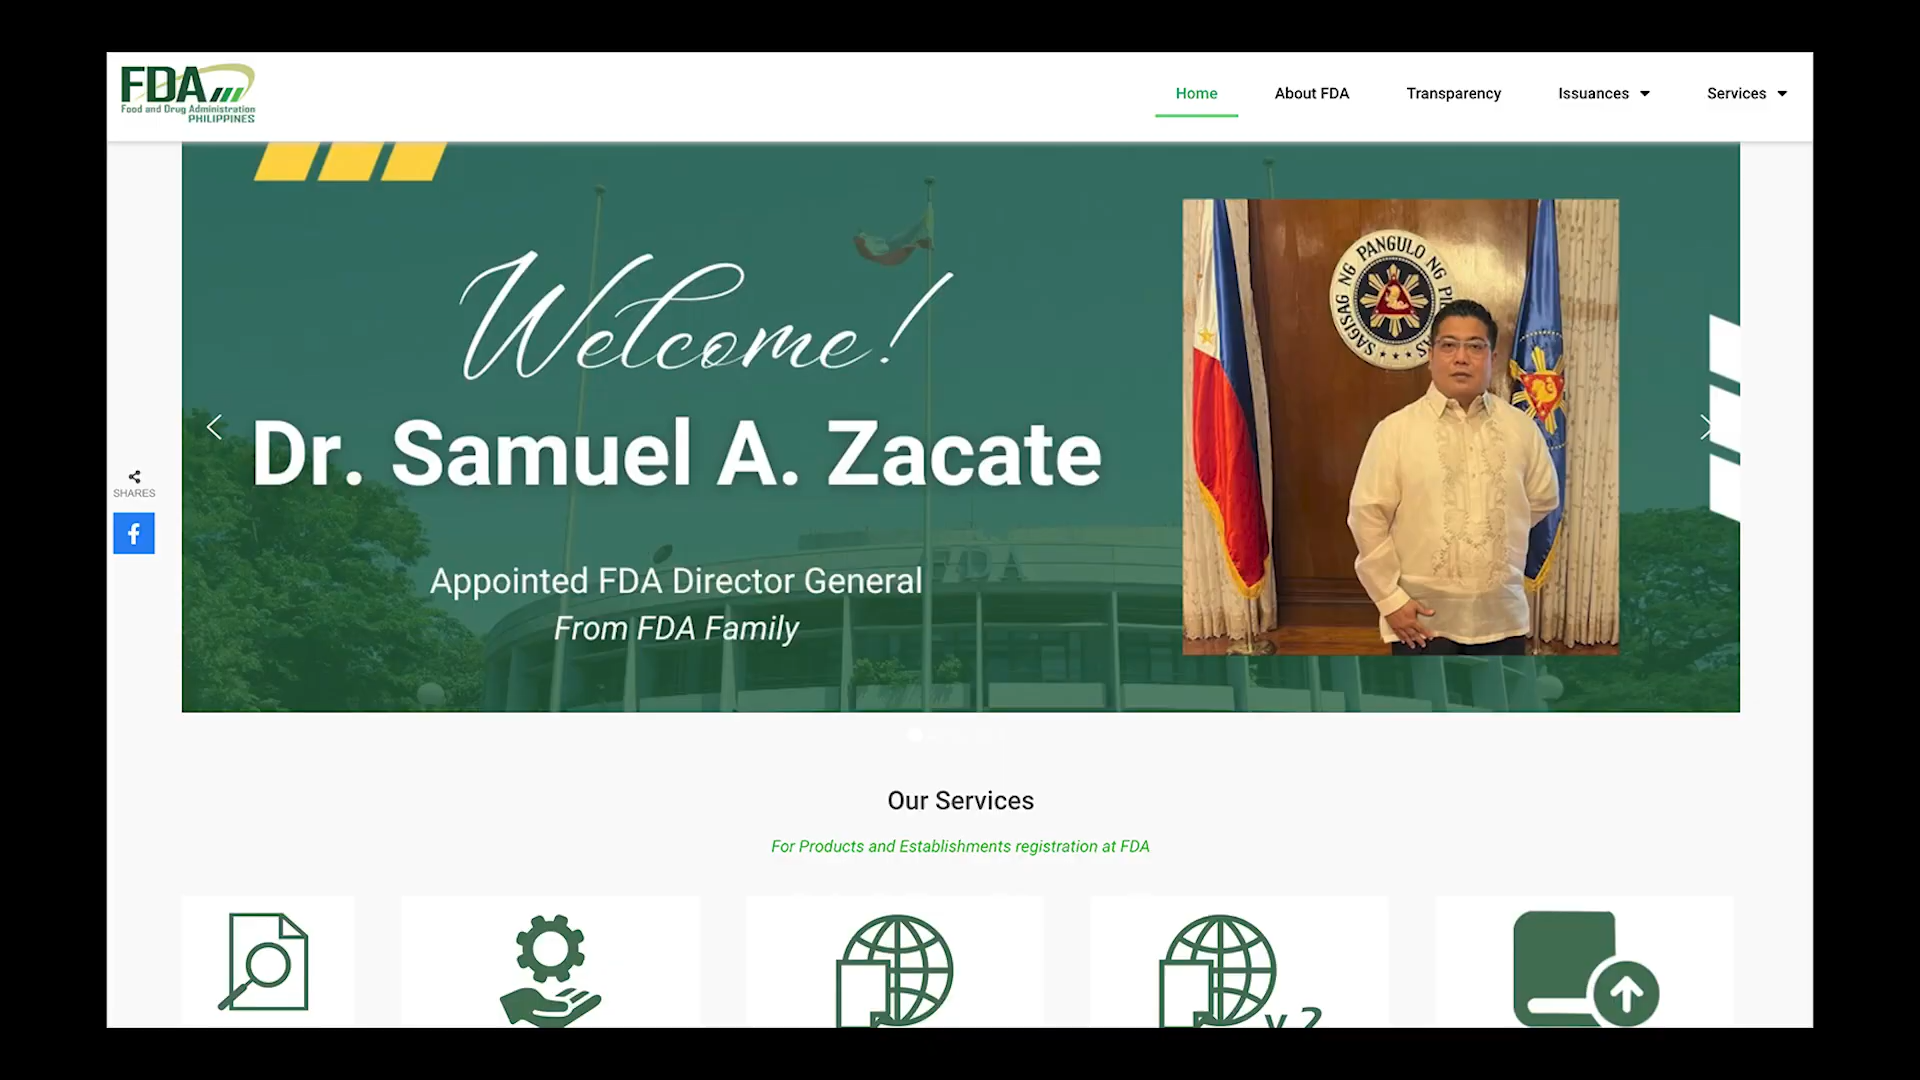 FDA
Food and Drug Administration
PHILIPPINES
Home
About FDA
Transparency
Issuances
Services
Welcome!
Dr. Samuel A. Zacate
Appointed FDA Director General
From FDA Family
SAGISAG NG PANGULO NG
FDA
SHARES
Our Services
For Products and Establishments registration at FDA
v.2